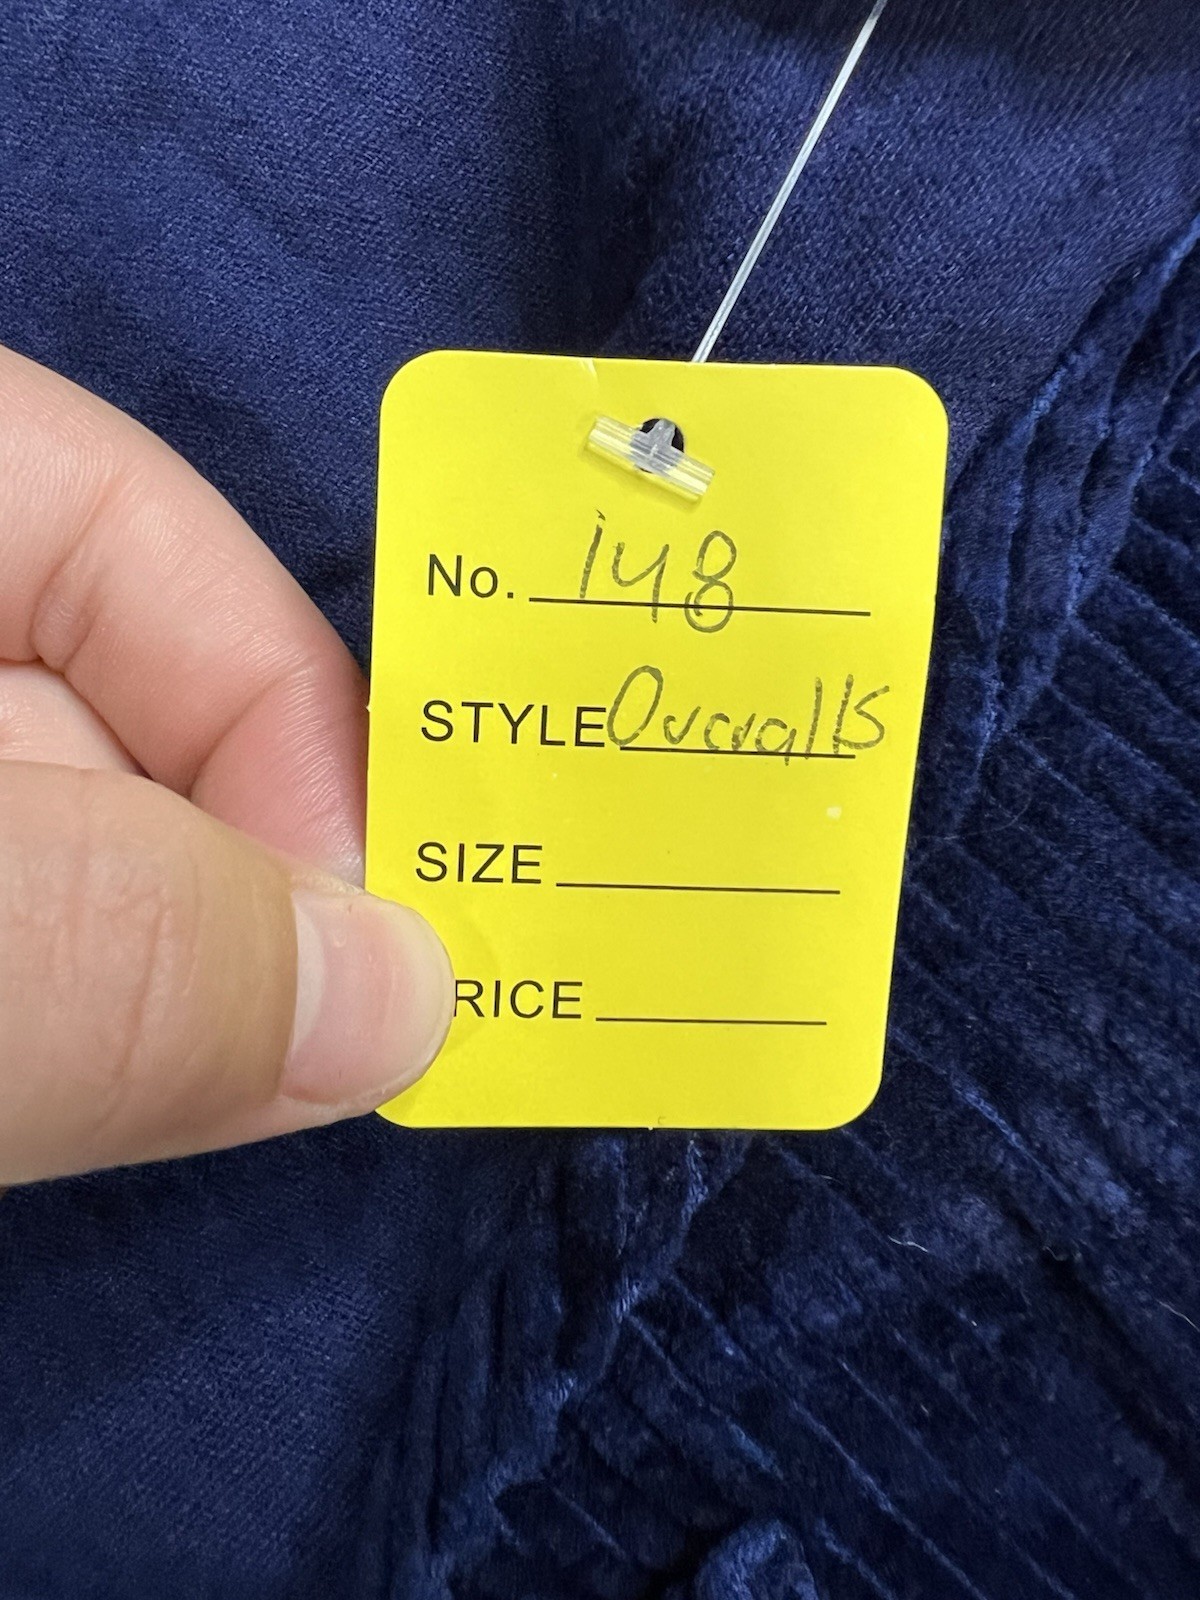 No. 148
STYLE Overalls
SIZE
RICE